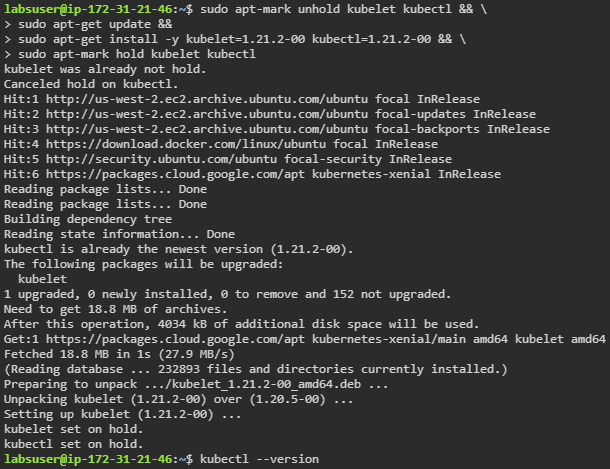 labsuser@ip-172-31-21-46:~$ sudo apt-mark unhold kubelet kubectl && \
> sudo apt-get update &&
> sudo apt-get install -y kubelet=1.21.2-00 kubectl=1.21.2-00 && \
> sudo apt-mark hold kubelet kubectl
kubelet was already not hold.
Canceled hold on kubectl.
Hit:1 http://us-west-2.ec2.archive.ubuntu.com/ubuntu focal InRelease
Hit:2 http://us-west-2.ec2.archive.ubuntu.com/ubuntu focal-updates InRelease
Hit:3 http://us-west-2.ec2.archive.ubuntu.com/ubuntu focal-backports InRelease
Hit:4 https://download.docker.com/linux/ubuntu focal InRelease
Hit:5 http://security.ubuntu.com/ubuntu focal-security InRelease
Hit:6 https://packages.cloud.google.com/apt kubernetes-xenial InRelease
Reading package lists... Done
Reading package lists... Done
Building dependency tree
Reading state information... Done
kubectl is already the newest version (1.21.2-00).
The following packages will be upgraded:
  kubelet
1 upgraded, 0 newly installed, 0 to remove and 152 not upgraded.
Need to get 18.8 MB of archives.
After this operation, 4034 kB of additional disk space will be used.
Get:1 https://packages.cloud.google.com/apt kubernetes-xenial/main amd64 kubelet amd64
Fetched 18.8 MB in 1s (27.9 MB/s)
(Reading database ... 232893 files and directories currently installed.)
Preparing to unpack .../kubelet_1.21.2-00_amd64.deb ...
Unpacking kubelet (1.21.2-00) over (1.20.5-00) ...
Setting up kubelet (1.21.2-00) ...
kubelet set on hold.
kubectl set on hold.
labsuser@ip-172-31-21-46:~$ kubectl --version